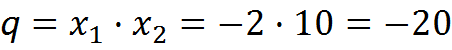 q = x₁ · x₂ = −2 · 10 = −20